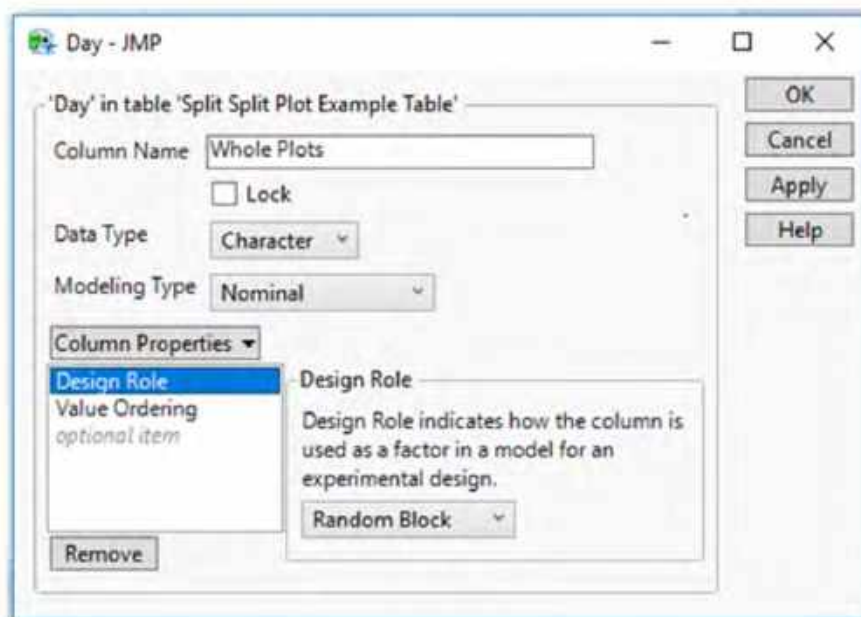 Day - JMP
'Day' in table 'Split Split Plot Example Table'
Column Name Whole Plots
Lock
Data Type Character
Modeling Type Nominal
Column Properties
Design Role
Value Ordering
optional item
Remove
Design Role
Design Role indicates how the column is
used as a factor in a model for an
experimental design.
Random Block
OK
Cancel
Apply
Help